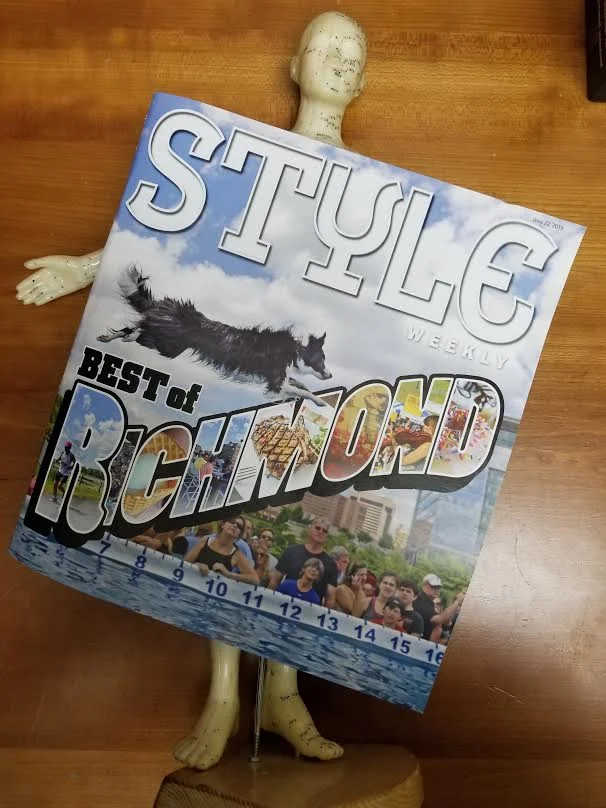 STYLE
WEEKLY
BEST of
RICHMOND
7 8 9 10 11 12 13 14 15 16